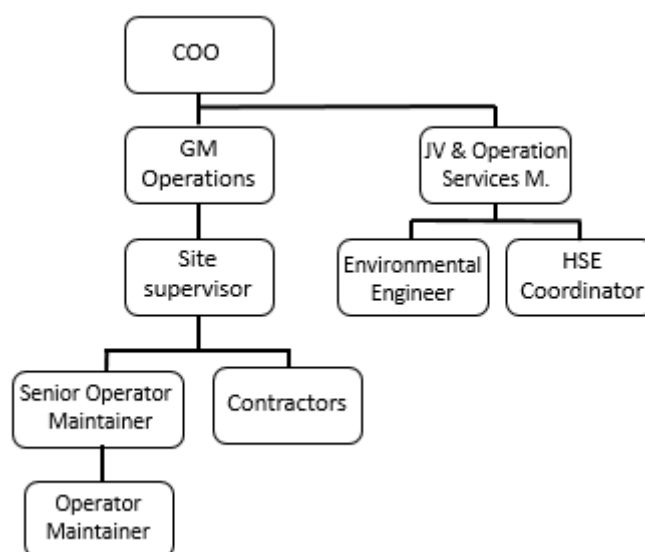 COO
GM
Operations
JV & Operation
Services M.
Site
supervisor
Environmental
Engineer
HSE
Coordinator
Senior Operator
Maintainer
Contractors
Operator
Maintainer